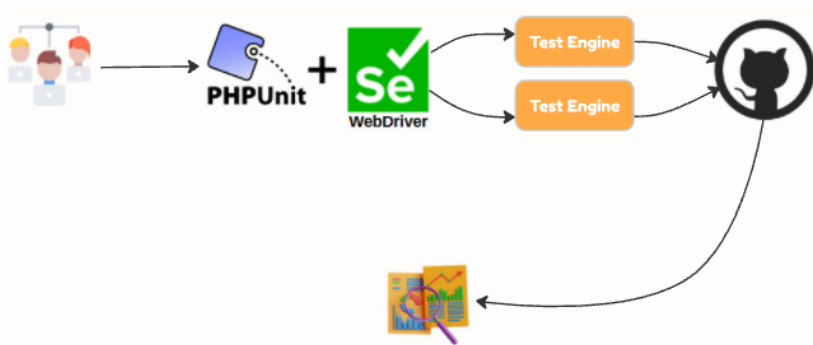 PHPUnit
+
Se
WebDriver
Test Engine
Test Engine